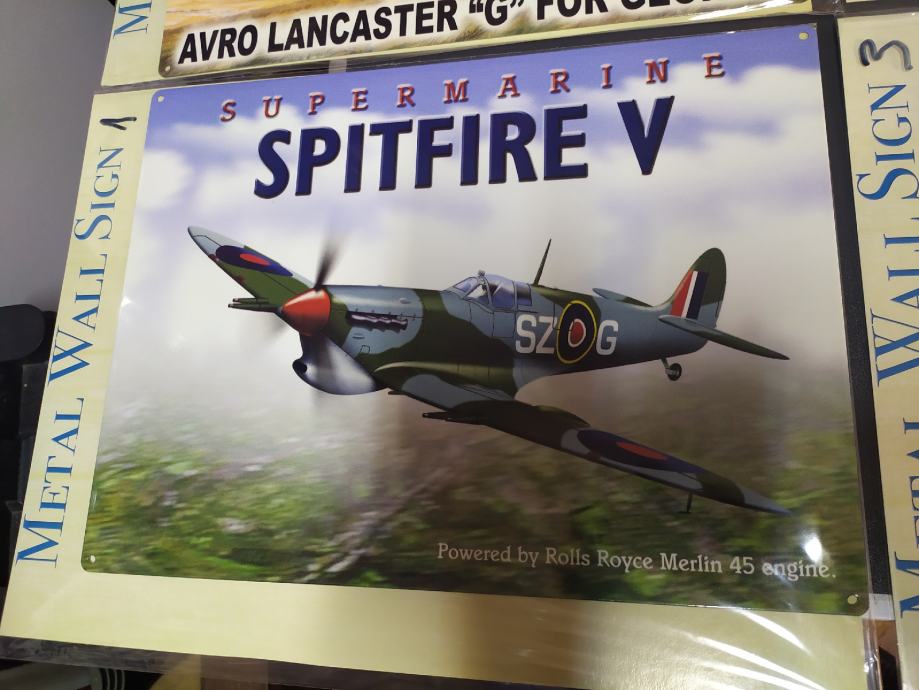 M
AVRO LANCASTER "G" FOR
METAL WALL SIGN 1
SUPERMARINE
SPITFIRE V
SZ G
Powered by Rolls Royce Merlin 45 engine.
METAL WALL SIGN 3